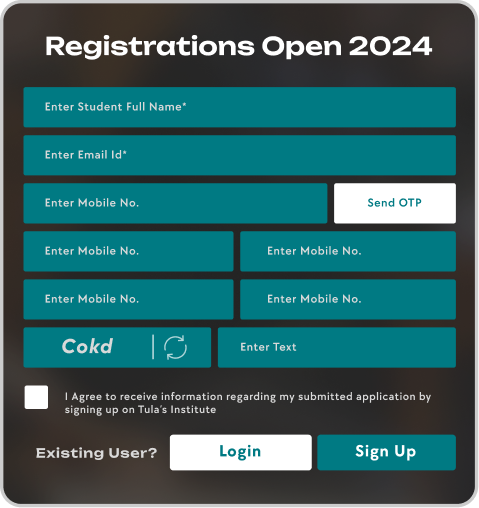 Registrations Open 2024
Enter Student Full Name*
Enter Email Id*
Enter Mobile No.
Send OTP
Enter Mobile No.
Enter Mobile No.
Enter Mobile No.
Enter Mobile No.
Cokd
Enter Text
I Agree to receive information regarding my submitted application by
signing up on Tula's Institute
Existing User?
Login
Sign Up